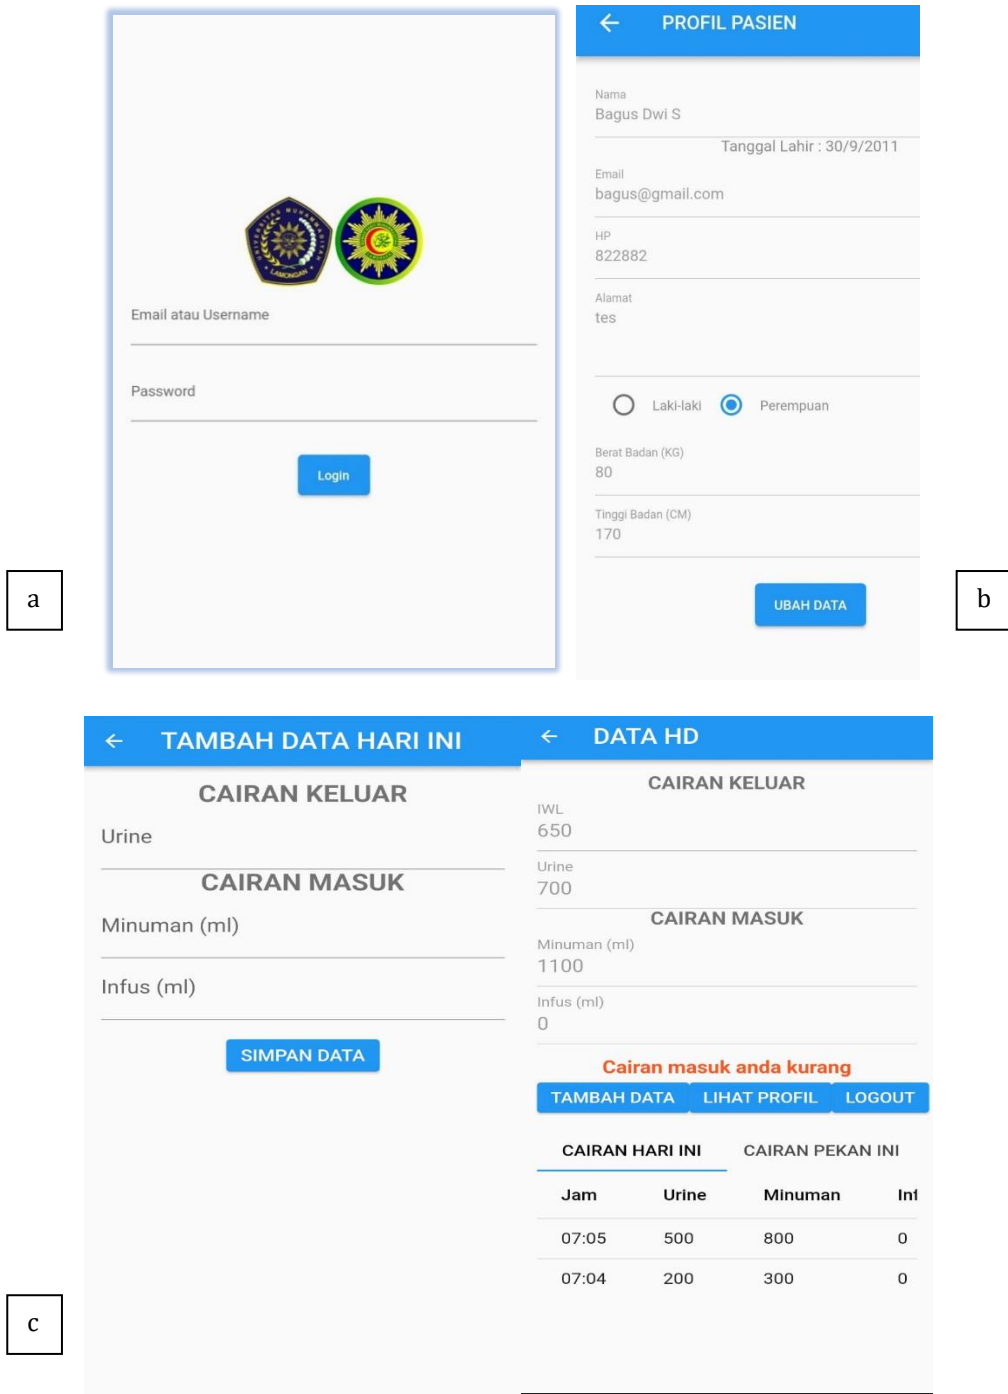 UNIVERSITAS MUHAMMADIYAH
LAMONGAN
Email atau Username
Password
Login
a
PROFIL PASIEN
Nama
Bagus Dwi S
Tanggal Lahir : 30/9/2011
Email
bagus@gmail.com
HP
822882
Alamat
tes
Laki-laki Perempuan
Berat Badan (KG)
80
Tinggi Badan (CM)
170
UBAH DATA
b
TAMBAH DATA HARI INI
CAIRAN KELUAR
Urine
CAIRAN MASUK
Minuman (ml)
Infus (ml)
SIMPAN DATA
c
DATA HD
CAIRAN KELUAR
IWL
650
Urine
700
CAIRAN MASUK
Minuman (ml)
1100
Infus (ml)
0
Cairan masuk anda kurang
TAMBAH DATA LIHAT PROFIL LOGOUT
CAIRAN HARI INI CAIRAN PEKAN INI
Jam Urine Minuman Inf
07:05 500 800 0
07:04 200 300 0